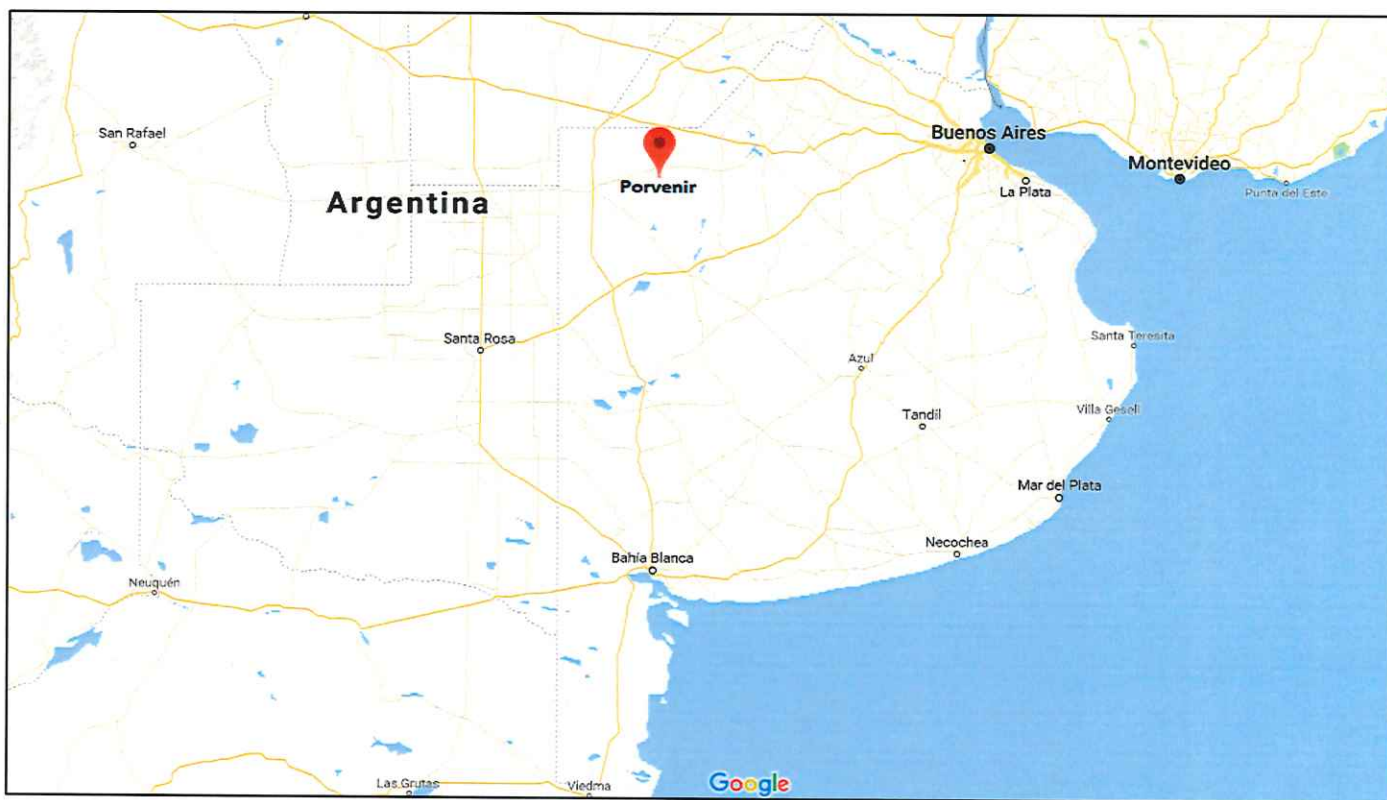 San Rafael
Buenos Aires
Montevideo
Porvenir
La Plata
Punta del Este
Argentina
Santa Rosa
Santa Teresita
Azul
Villa Gesell
Tandil
Mar del Plata
Necochea
Bahía Blanca
Neuquén
Las Grutas
Viedma
Google